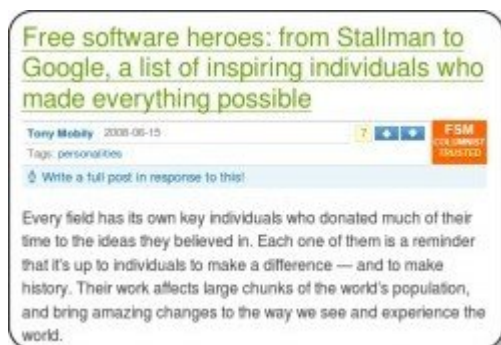 Free software heroes: from Stallman to
Google, a list of inspiring individuals who
made everything possible
Tony Mobily 2008-06-15 7
FSM
COLUMNIST
TRUSTED
Tags: personalities
Write a full post in response to this!
Every field has its own key individuals who donated much of their
time to the ideas they believed in. Each one of them is a reminder
that it's up to individuals to make a difference — and to make
history. Their work affects large chunks of the world's population,
and bring amazing changes to the way we see and experience the
world.